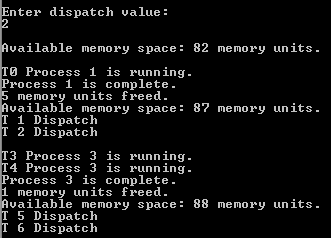 Enter dispatch value:
2
Available memory space: 82 memory units.
T0 Process 1 is running.
Process 1 is complete.
5 memory units freed.
Available memory space: 87 memory units.
T 1 Dispatch
T 2 Dispatch
T3 Process 3 is running.
T4 Process 3 is running.
Process 3 is complete.
1 memory units freed.
Available memory space: 88 memory units.
T 5 Dispatch
T 6 Dispatch